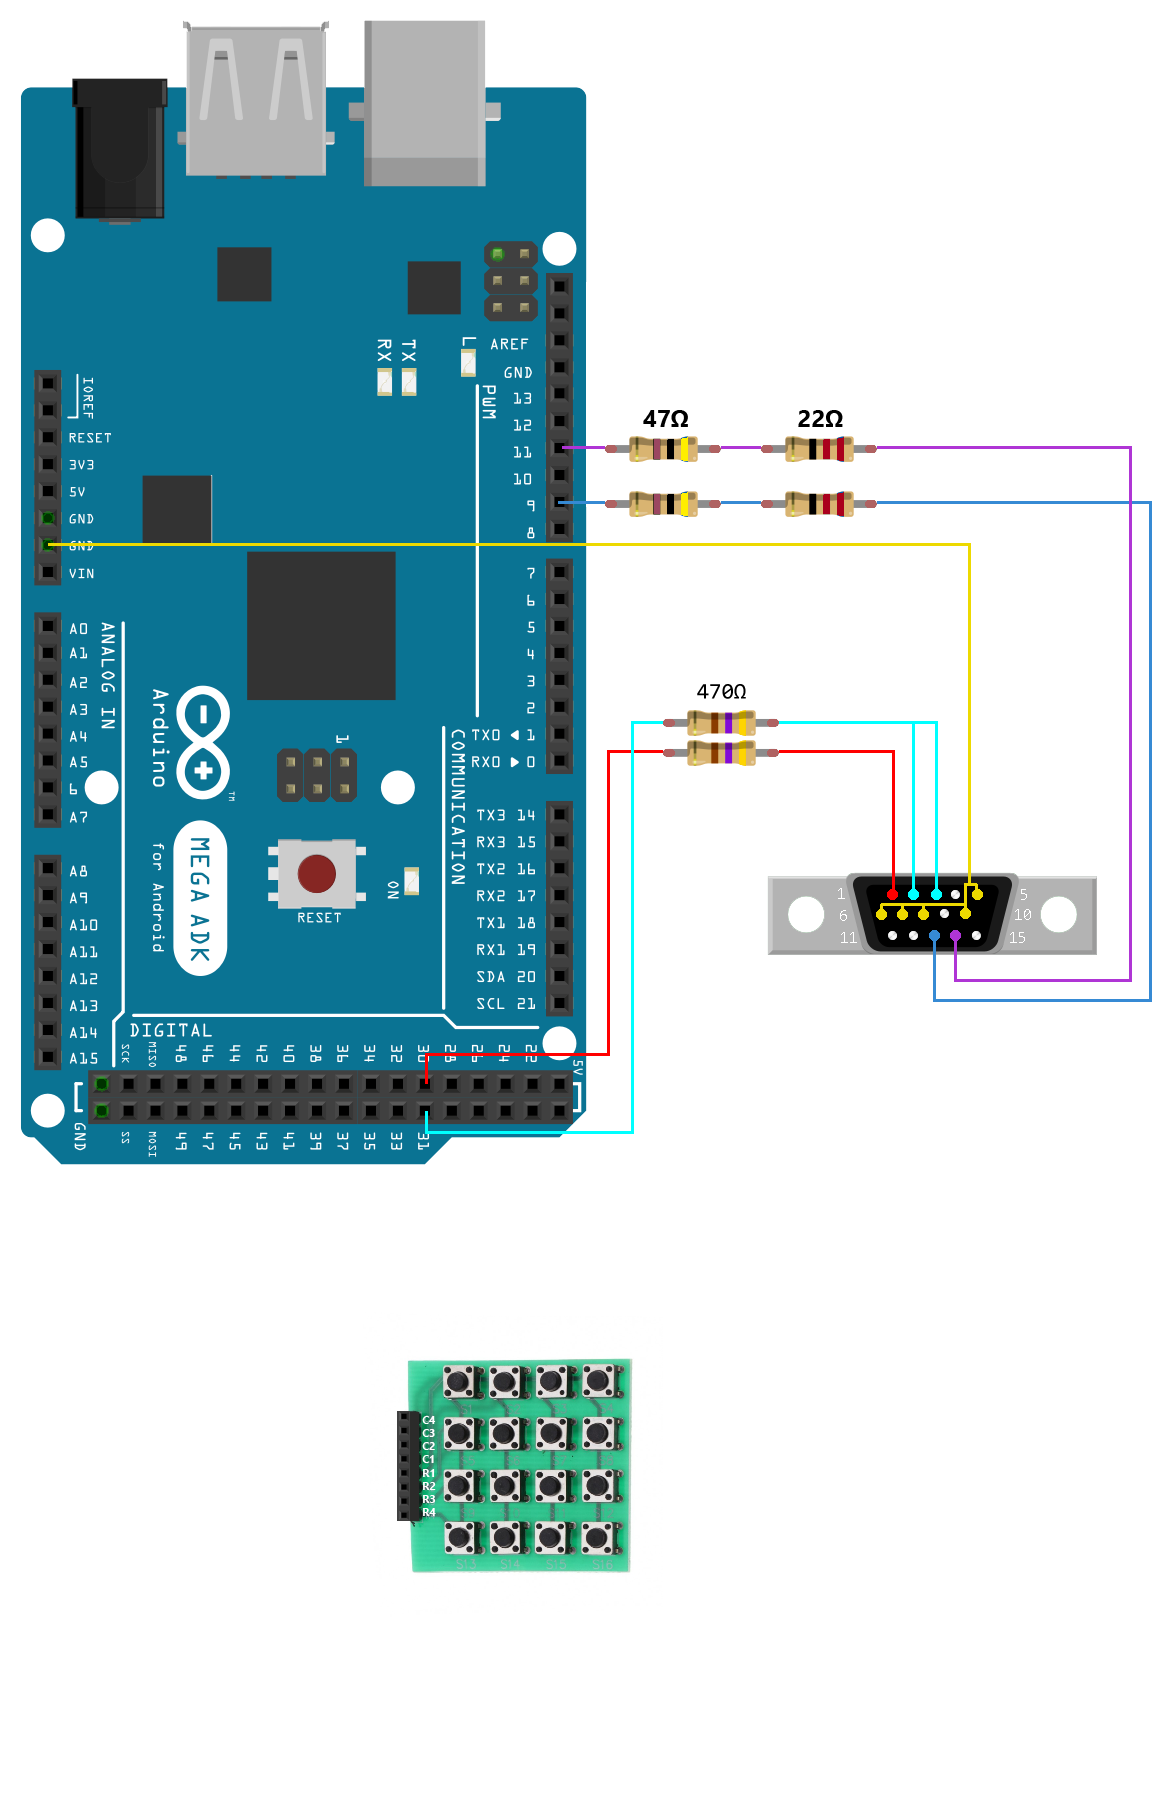 RX
TX
L
AREF
GND
13
12
11
10
9
8
PWM
47Ω
22Ω
IOREF
RESET
3V3
5V
GND
GND
VIN
7
6
5
4
3
2
TX0 ◀ 1
RX0 ▶ 0
470Ω
A0
A1
A2
A3
A4
A5
6
A7
ANALOG IN
Arduino
TM
1
COMMUNICATION
TX3 14
RX3 15
TX2 16
RX2 17
TX1 18
RX1 19
SDA 20
SCL 21
A8
A9
A10
A11
A12
A13
A14
A15
for Android
MEGA ADK
RESET
ON
1
5
6
10
11
15
DIGITAL
SCK
MISO
48
46
44
42
40
38
36
34
32
30
28
26
24
22
5V
GND
SS
MOSI
49
47
45
43
41
39
37
35
33
31
C4
C3
C2
C1
R1
R2
R3
R4
S13
S14
S15
S16